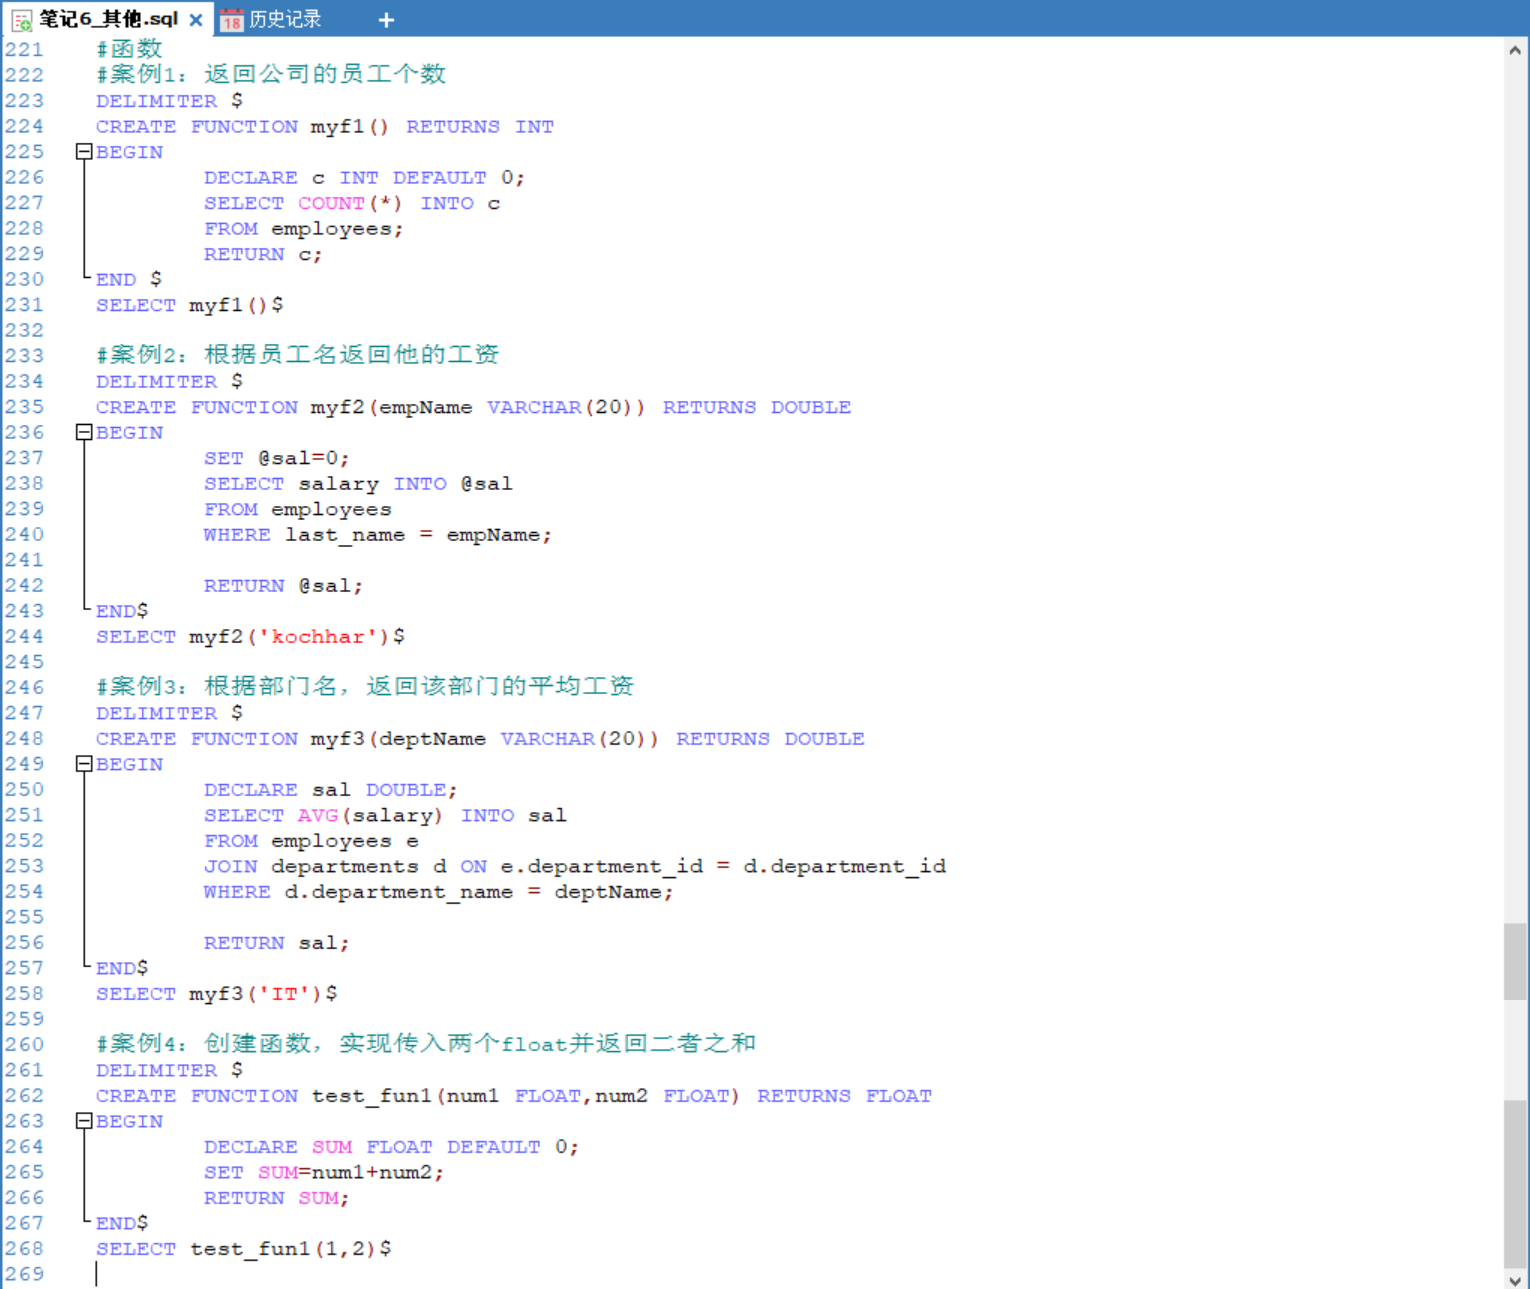 笔记6_其他.sql × 18 历史记录 +
221 #函数
222 #案例1：返回公司的员工个数
223 DELIMITER $
224 CREATE FUNCTION myf1() RETURNS INT
225 BEGIN
226 DECLARE c INT DEFAULT 0;
227 SELECT COUNT(*) INTO c
228 FROM employees;
229 RETURN c;
230 END $
231 SELECT myf1()$
232
233 #案例2：根据员工名返回他的工资
234 DELIMITER $
235 CREATE FUNCTION myf2(empName VARCHAR(20)) RETURNS DOUBLE
236 BEGIN
237 SET @sal=0;
238 SELECT salary INTO @sal
239 FROM employees
240 WHERE last_name = empName;
241
242 RETURN @sal;
243 END$
244 SELECT myf2('kochhar')$
245
246 #案例3：根据部门名，返回该部门的平均工资
247 DELIMITER $
248 CREATE FUNCTION myf3(deptName VARCHAR(20)) RETURNS DOUBLE
249 BEGIN
250 DECLARE sal DOUBLE;
251 SELECT AVG(salary) INTO sal
252 FROM employees e
253 JOIN departments d ON e.department_id = d.department_id
254 WHERE d.department_name = deptName;
255
256 RETURN sal;
257 END$
258 SELECT myf3('IT')$
259
260 #案例4：创建函数，实现传入两个float并返回二者之和
261 DELIMITER $
262 CREATE FUNCTION test_fun1(num1 FLOAT,num2 FLOAT) RETURNS FLOAT
263 BEGIN
264 DECLARE SUM FLOAT DEFAULT 0;
265 SET SUM=num1+num2;
266 RETURN SUM;
267 END$
268 SELECT test_fun1(1,2)$
269